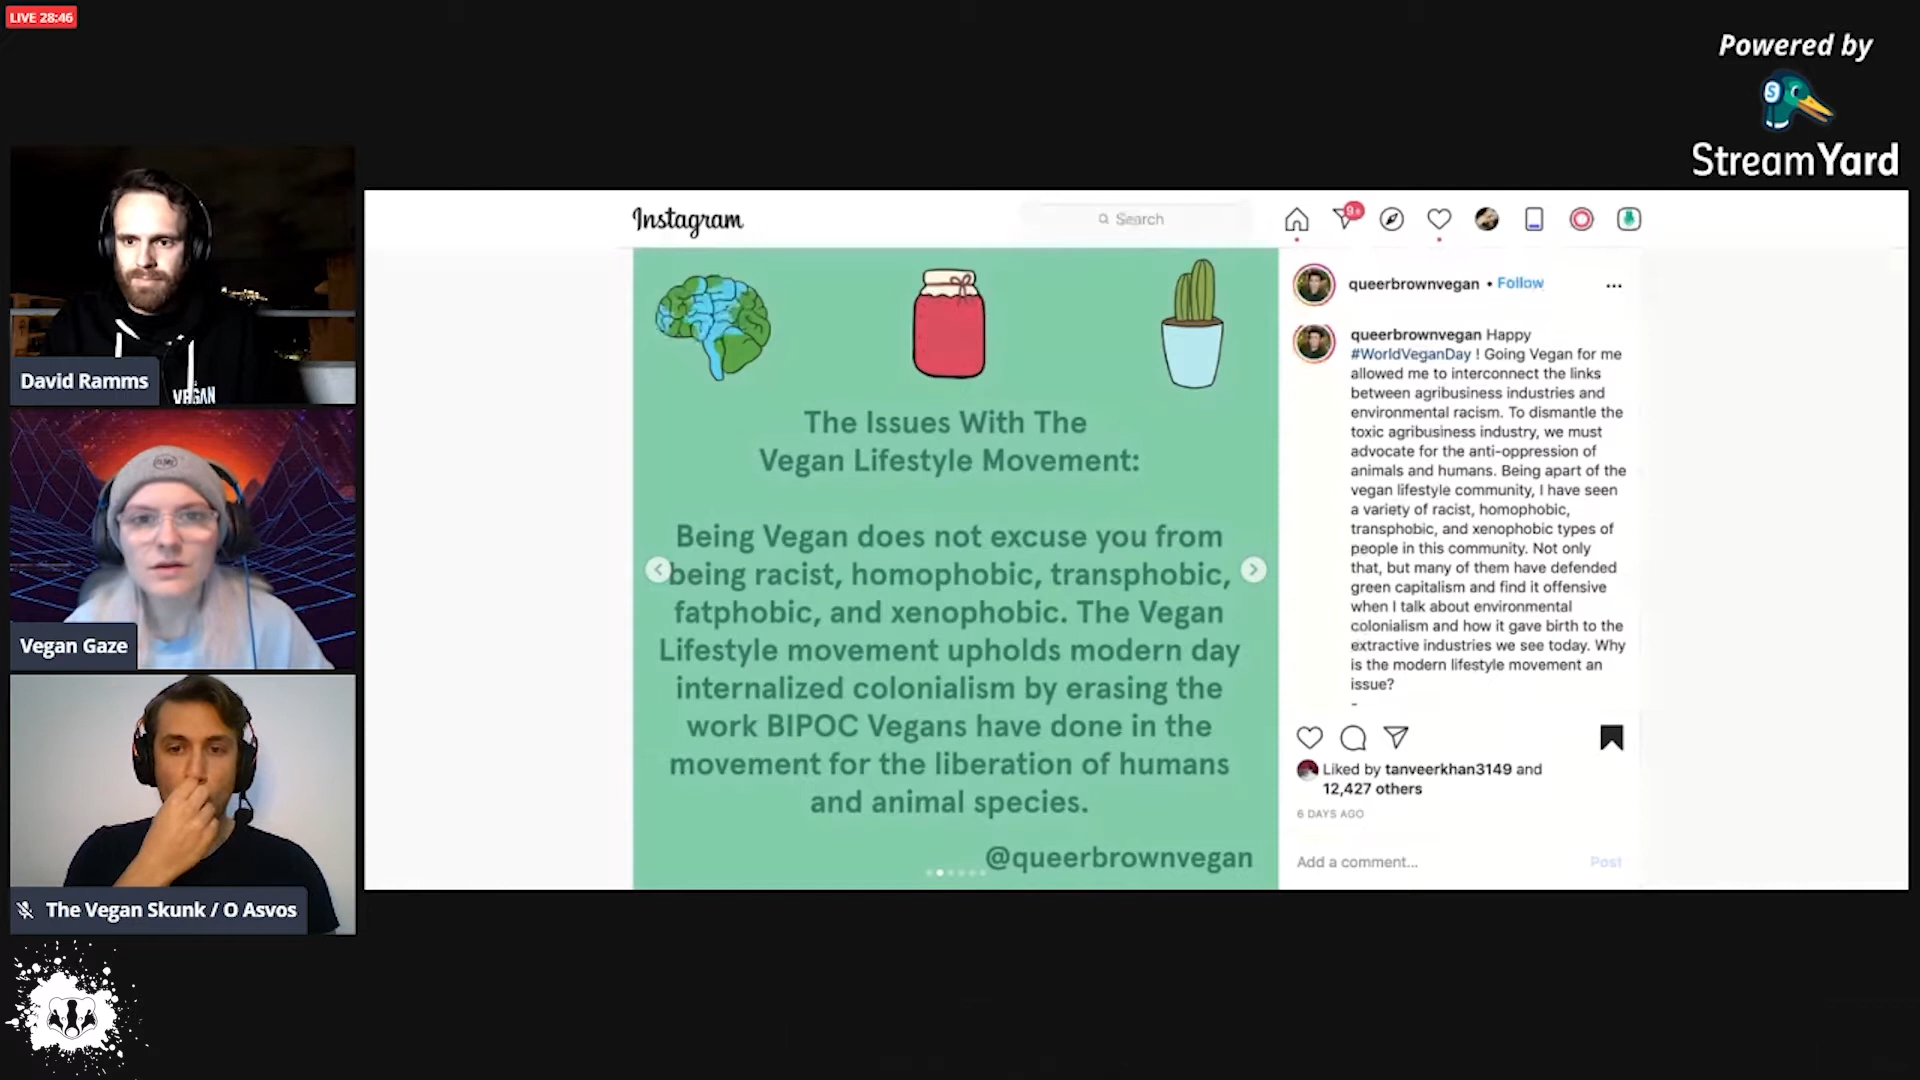 LIVE 28:46
Powered by
StreamYard
David Ramms
VEGAN
Vegan Gaze
The Vegan Skunk / O Asvos
Instagram
Search
9+
The Issues With The
Vegan Lifestyle Movement:
Being Vegan does not excuse you from
being racist, homophobic, transphobic,
fatphobic, and xenophobic. The Vegan
Lifestyle movement upholds modern day
internalized colonialism by erasing the
work BIPOC Vegans have done in the
movement for the liberation of humans
and animal species.
@queerbrownvegan
queerbrownvegan • Follow
queerbrownvegan Happy
#WorldVeganDay ! Going Vegan for me
allowed me to interconnect the links
between agribusiness industries and
environmental racism. To dismantle the
toxic agribusiness industry, we must
advocate for the anti-oppression of
animals and humans. Being apart of the
vegan lifestyle community, I have seen
a variety of racist, homophobic,
transphobic, and xenophobic types of
people in this community. Not only
that, but many of them have defended
green capitalism and find it offensive
when I talk about environmental
colonialism and how it gave birth to the
extractive industries we see today. Why
is the modern lifestyle movement an
issue?
-
Liked by tanveerkhan3149 and
12,427 others
6 DAYS AGO
Add a comment...
Post